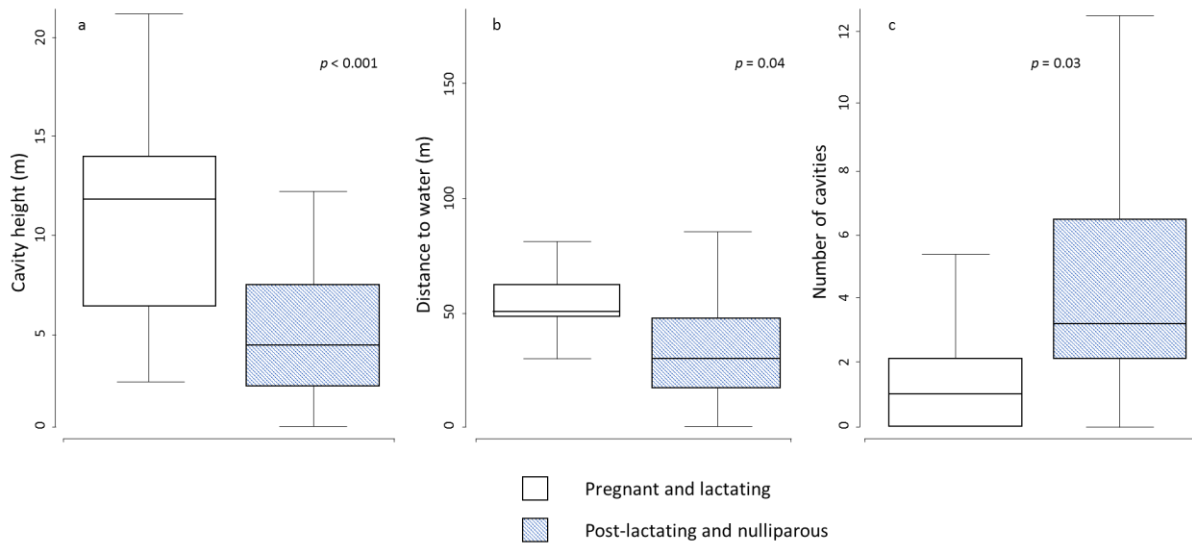 a
p < 0.001
Cavity height (m)
20
15
10
5
0
b
p = 0.04
Distance to water (m)
150
100
50
0
c
p = 0.03
Number of cavities
12
10
8
6
4
2
0
Pregnant and lactating
Post-lactating and nulliparous